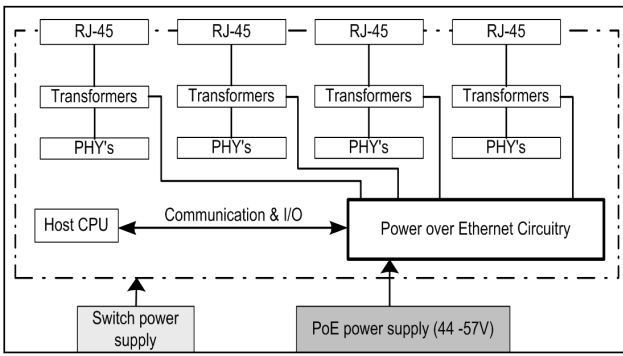 RJ-45 RJ-45 RJ-45 RJ-45
Transformers Transformers Transformers Transformers
PHY's PHY's PHY's PHY's
Host CPU
Communication & I/O
Power over Ethernet Circuitry
Switch power
supply
PoE power supply (44 -57V)